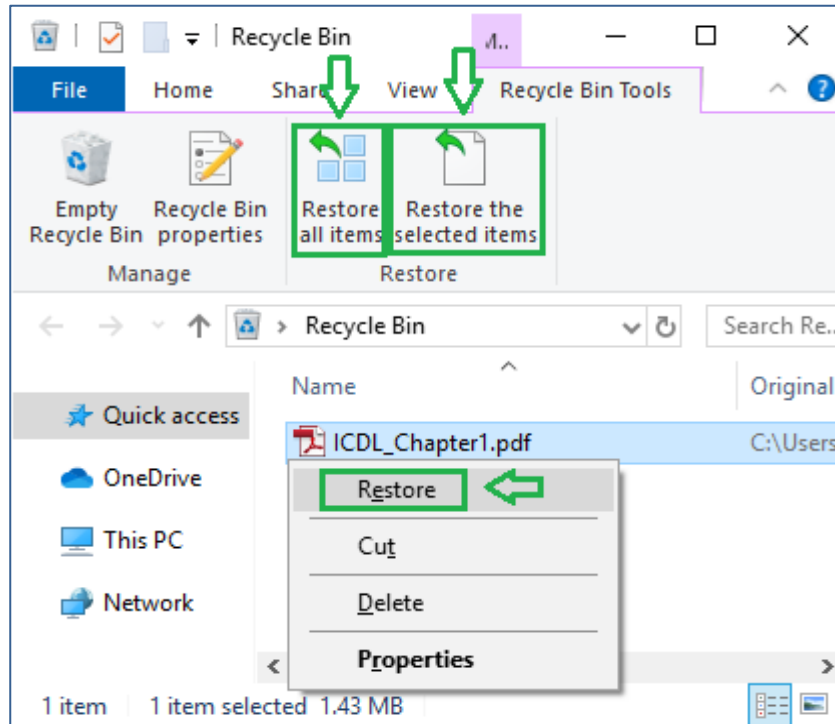 Recycle Bin
File Home Share View Recycle Bin Tools
Empty Recycle Bin
Recycle Bin properties
Restore all items
Restore the selected items
Manage Restore
Recycle Bin Search Re..
Name Original
Quick access
ICDL_Chapter1.pdf C:\Users
OneDrive
Restore
This PC
Cut
Network
Delete
Properties
1 item 1 item selected 1.43 MB